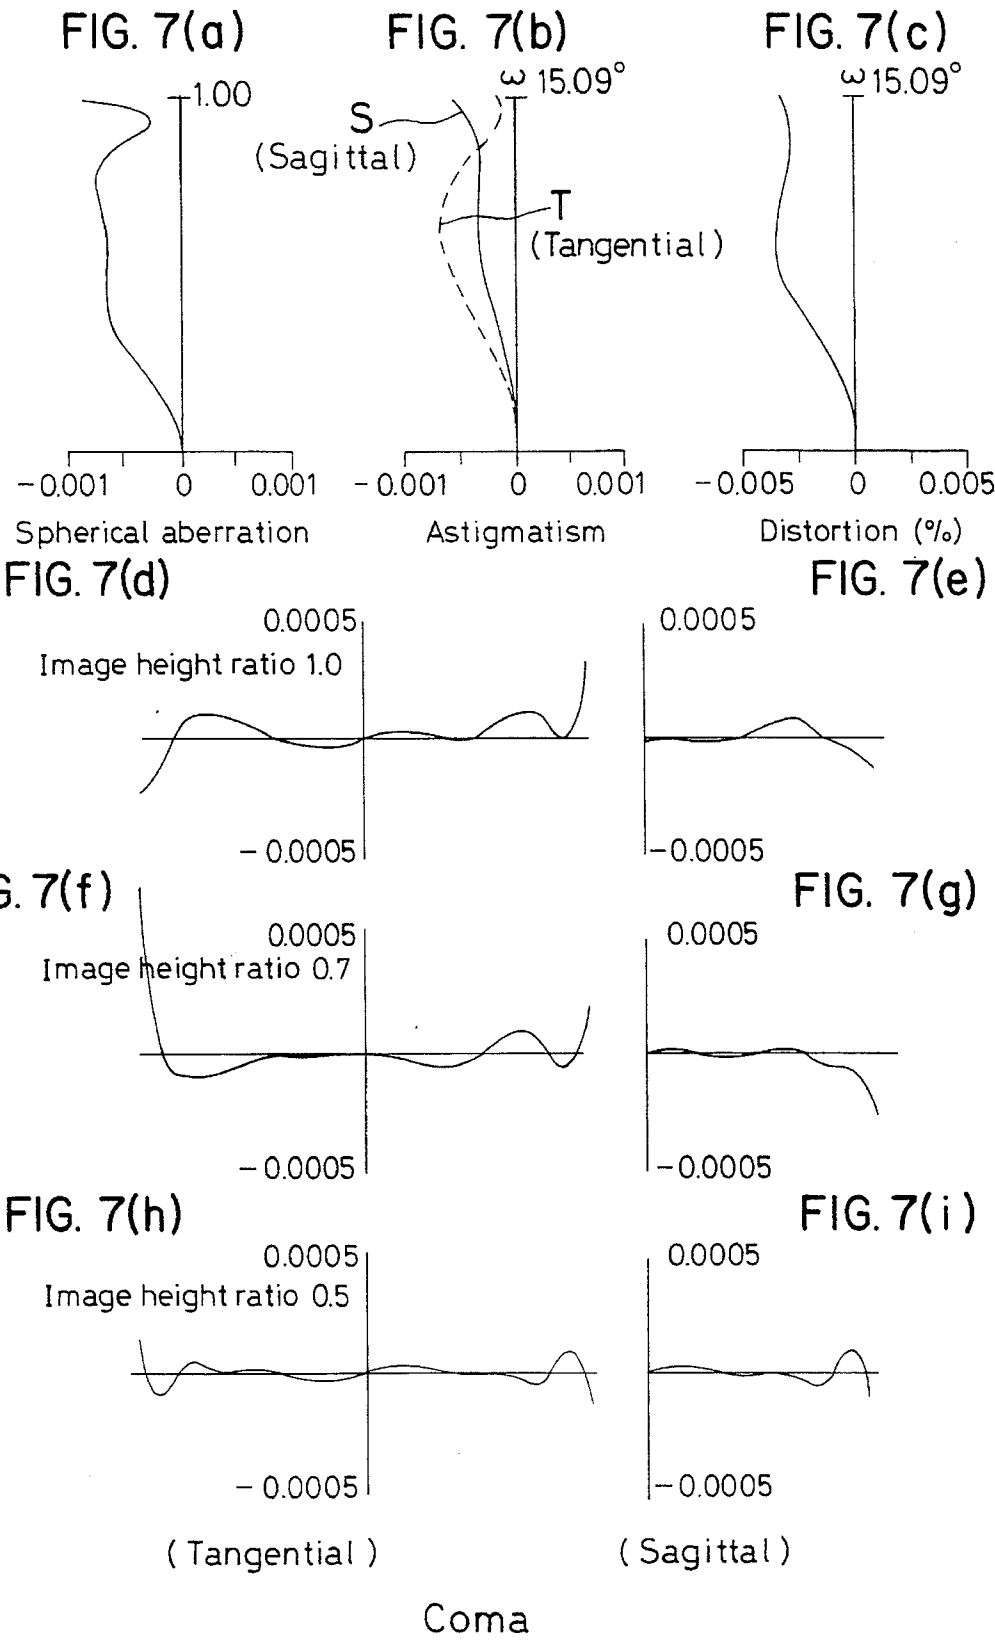 FIG. 7(a) FIG. 7(b) FIG. 7(c)
1.00 ω 15.09° ω 15.09°
S
(Sagittal)
T
(Tangential)
-0.001 0 0.001 -0.001 0 0.001 -0.005 0 0.005
Spherical aberration Astigmatism Distortion (%)
FIG. 7(d) FIG. 7(e)
0.0005 0.0005
Image height ratio 1.0
-0.0005 -0.0005
G. 7(f) FIG. 7(g)
0.0005 0.0005
Image height ratio 0.7
-0.0005 -0.0005
FIG. 7(h) FIG. 7(i)
0.0005 0.0005
Image height ratio 0.5
-0.0005 -0.0005
(Tangential) (Sagittal)
Coma